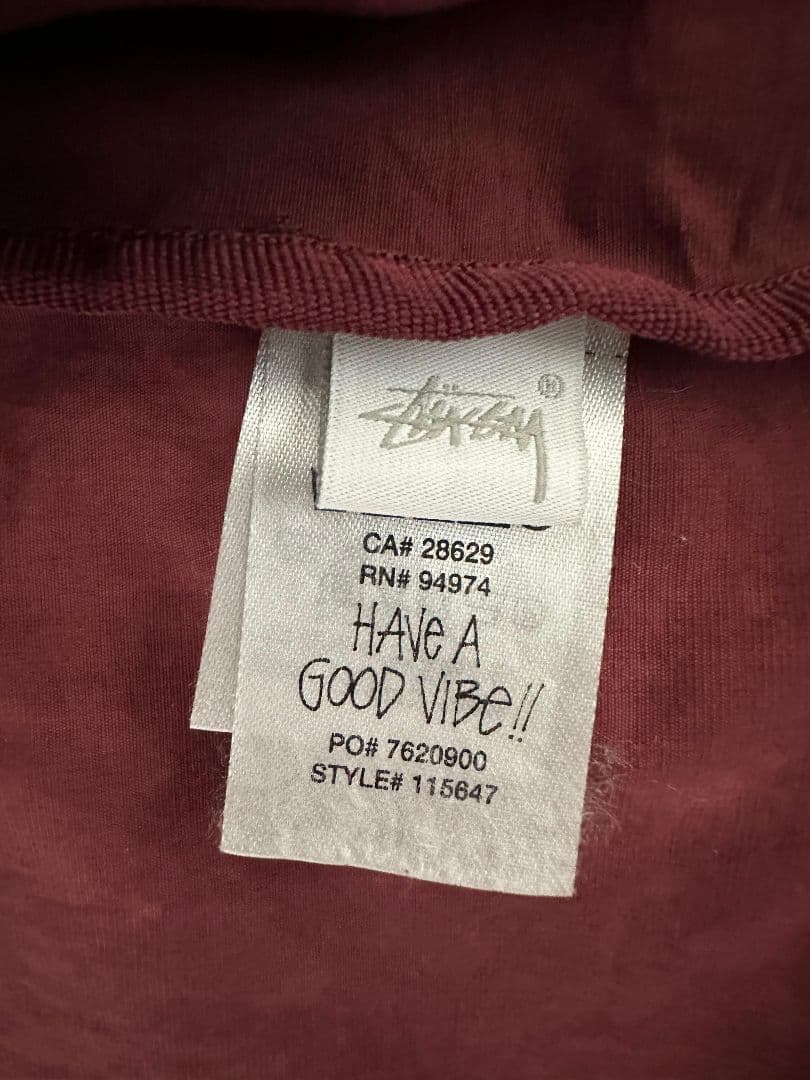 Stüssy ®
CA# 28629
RN# 94974
HAVE A
GOOD VIBE!!
PO# 7620900
STYLE# 115647